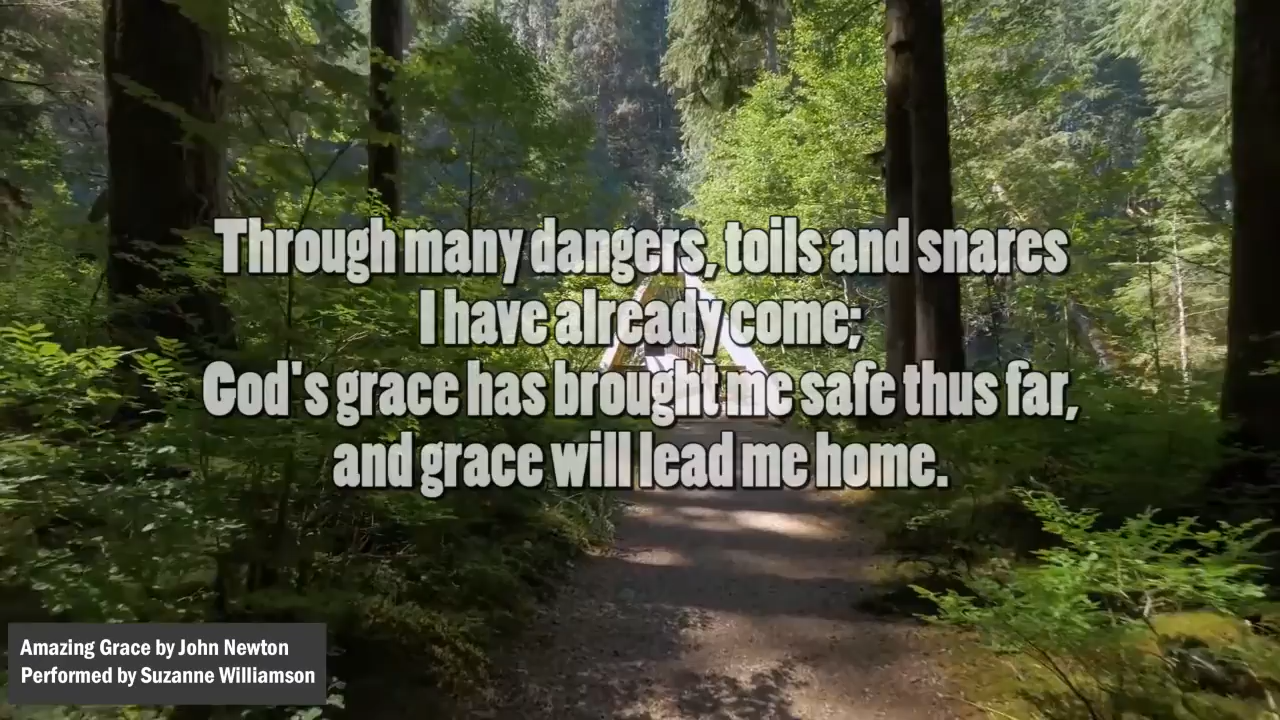 Through many dangers, toils and snares
I have already come;
God's grace has brought me safe thus far,
and grace will lead me home.
Amazing Grace by John Newton
Performed by Suzanne Williamson